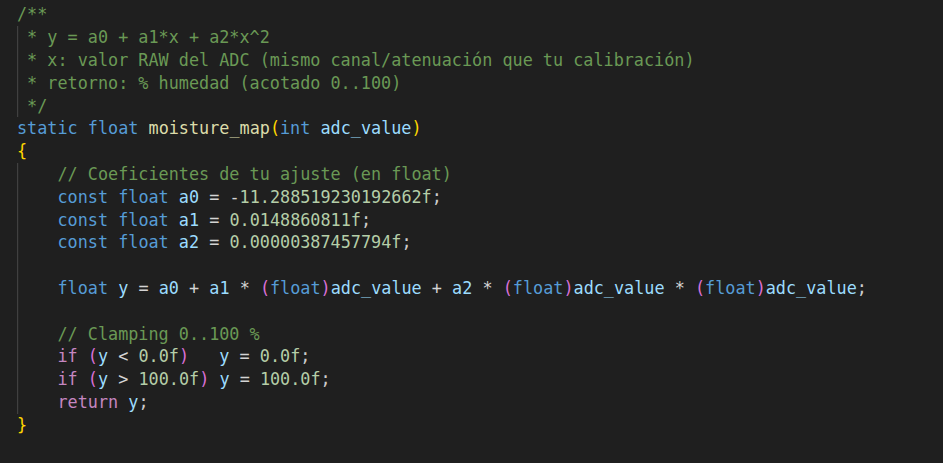 /**
 * y = a0 + a1*x + a2*x^2
 * x: valor RAW del ADC (mismo canal/atenuación que tu calibración)
 * retorno: % humedad (acotado 0..100)
 */
static float moisture_map(int adc_value)
{
    // Coeficientes de tu ajuste (en float)
    const float a0 = -11.2885192301926​62f;
    const float a1 = 0.0148860811f;
    const float a2 = 0.00000387457794f;
    float y = a0 + a1 * (float)adc_value + a2 * (float)adc_value * (float)adc_value;
    // Clamping 0..100 %
    if (y < 0.0f)   y = 0.0f;
    if (y > 100.0f) y = 100.0f;
    return y;
}